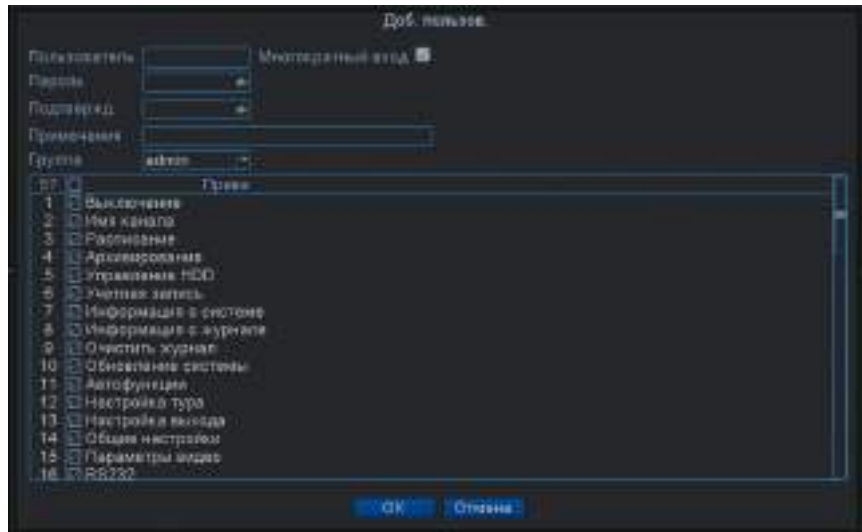 Доб. пользов.
Пользователь
Многократный вход
Пароль
Подтвержд.
Примечания
Группа admin
57 Права
1 Выключение
2 Имя канала
3 Расписание
4 Архивирование
5 Управление HDD
6 Учетная запись
7 Информация о системе
8 Информация о журнале
9 Очистить журнал
10 Обновление системы
11 Автофункции
12 Настройка тура
13 Настройка выхода
14 Общие настройки
15 Параметры видео
16 RS232
OK Отмена